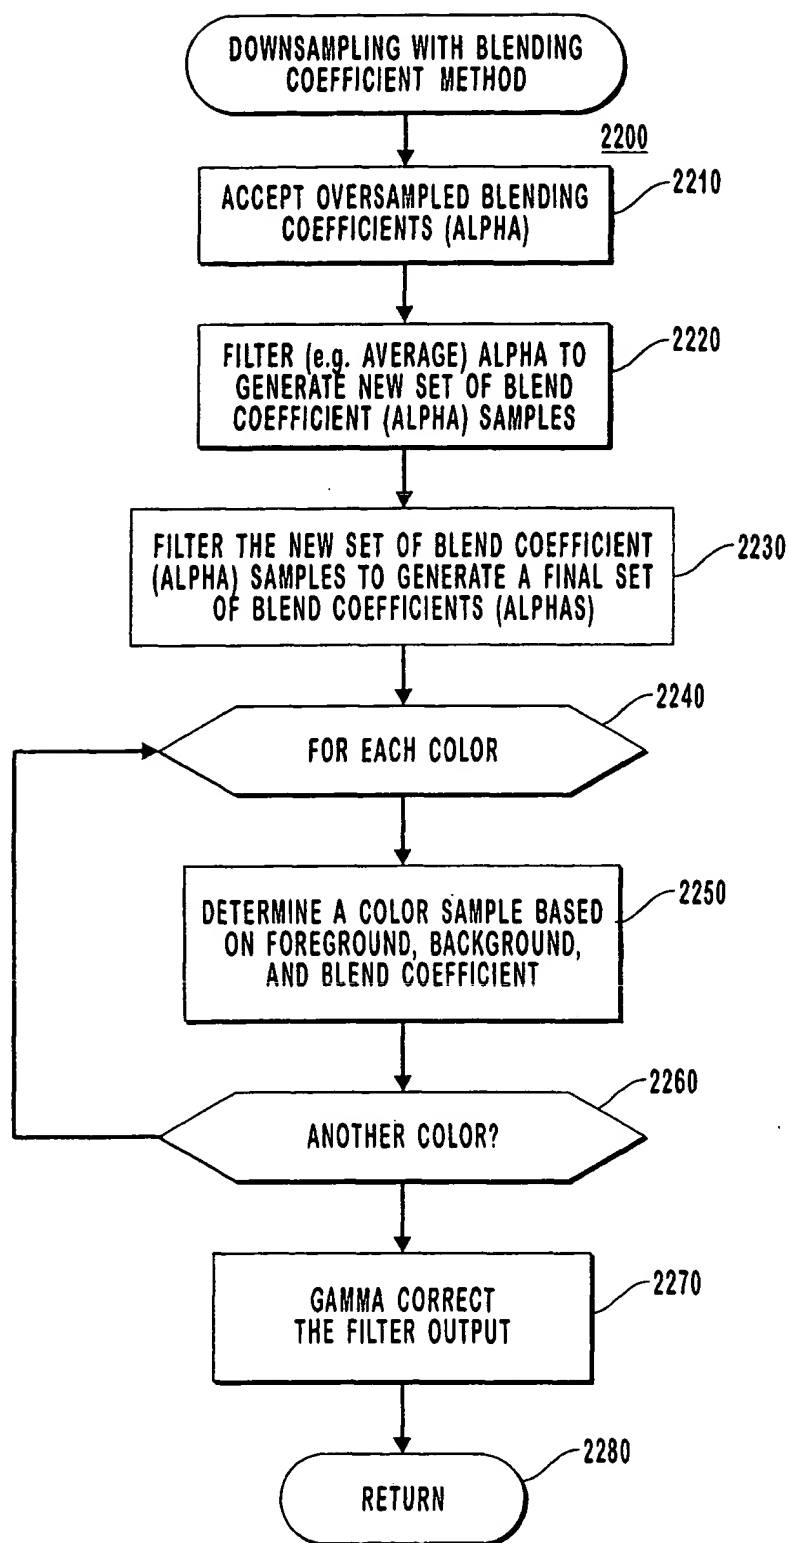 DOWNSAMPLING WITH BLENDING
COEFFICIENT METHOD
2200
ACCEPT OVERSAMPLED BLENDING
COEFFICIENTS (ALPHA)
2210
FILTER (e.g. AVERAGE) ALPHA TO
GENERATE NEW SET OF BLEND
COEFFICIENT (ALPHA) SAMPLES
2220
FILTER THE NEW SET OF BLEND COEFFICIENT
(ALPHA) SAMPLES TO GENERATE A FINAL SET
OF BLEND COEFFICIENTS (ALPHAS)
2230
FOR EACH COLOR
2240
DETERMINE A COLOR SAMPLE BASED
ON FOREGROUND, BACKGROUND,
AND BLEND COEFFICIENT
2250
ANOTHER COLOR?
2260
GAMMA CORRECT
THE FILTER OUTPUT
2270
RETURN
2280